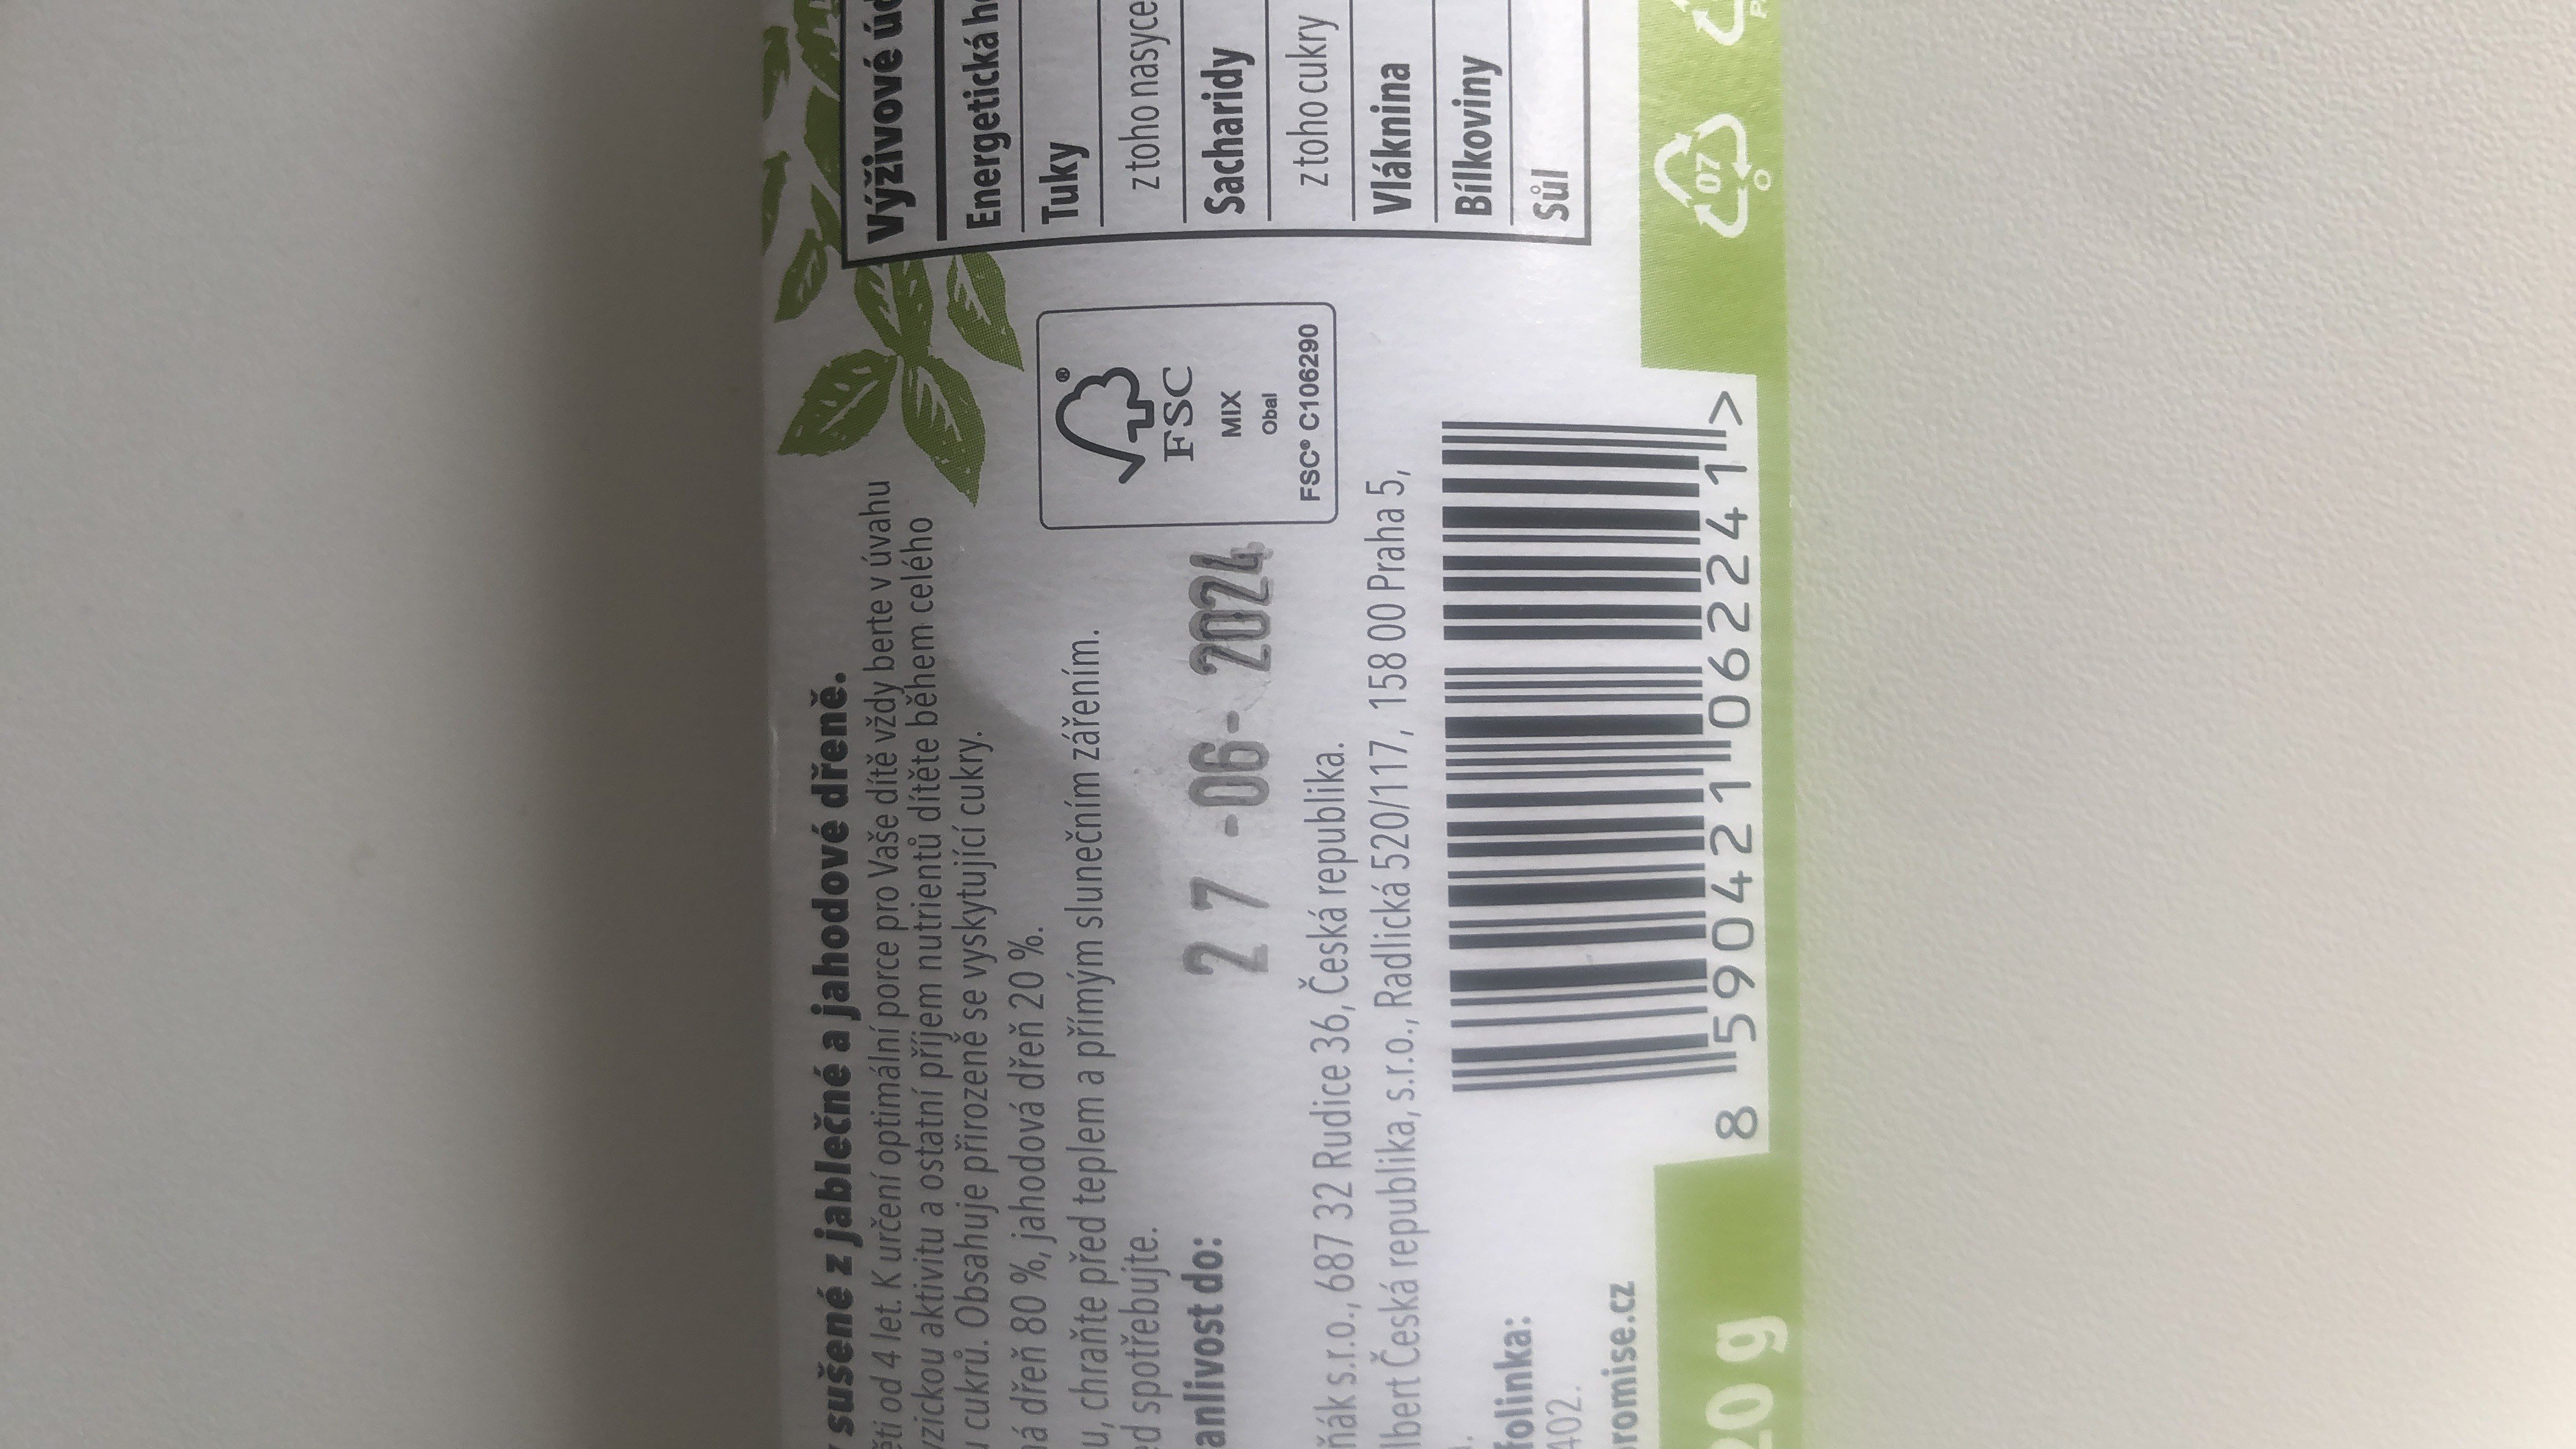 sušené z jablečné a jahodové dřeně.
ěti od 4 let. K určení optimální porce pro Vaše dítě vždy berte v úvahu
yzickou aktivitu a ostatní příjem nutrientů dítěte během celého
cukrů. Obsahuje přirozeně se vyskytující cukry.
á dřeň 80 %, jahodová dřeň 20 %.
u, chraňte před teplem a přímým slunečním zářením.
ed spotřebujte.
anlivost do: 27-06-2024
ňák s.r.o., 687 32 Rudice 36, Česká republika.
lbert Česká republika, s.r.o., Radlická 520/117, 158 00 Praha 5,
folinka:
402.
romise.cz
20 g
8 590421 062241 >
FSC®
MIX
Obal
FSC® C106290
Výživové úd
Energetická ho
Tuky
z toho nasyce
Sacharidy
z toho cukry
Vláknina
Bílkoviny
Sůl
07
O